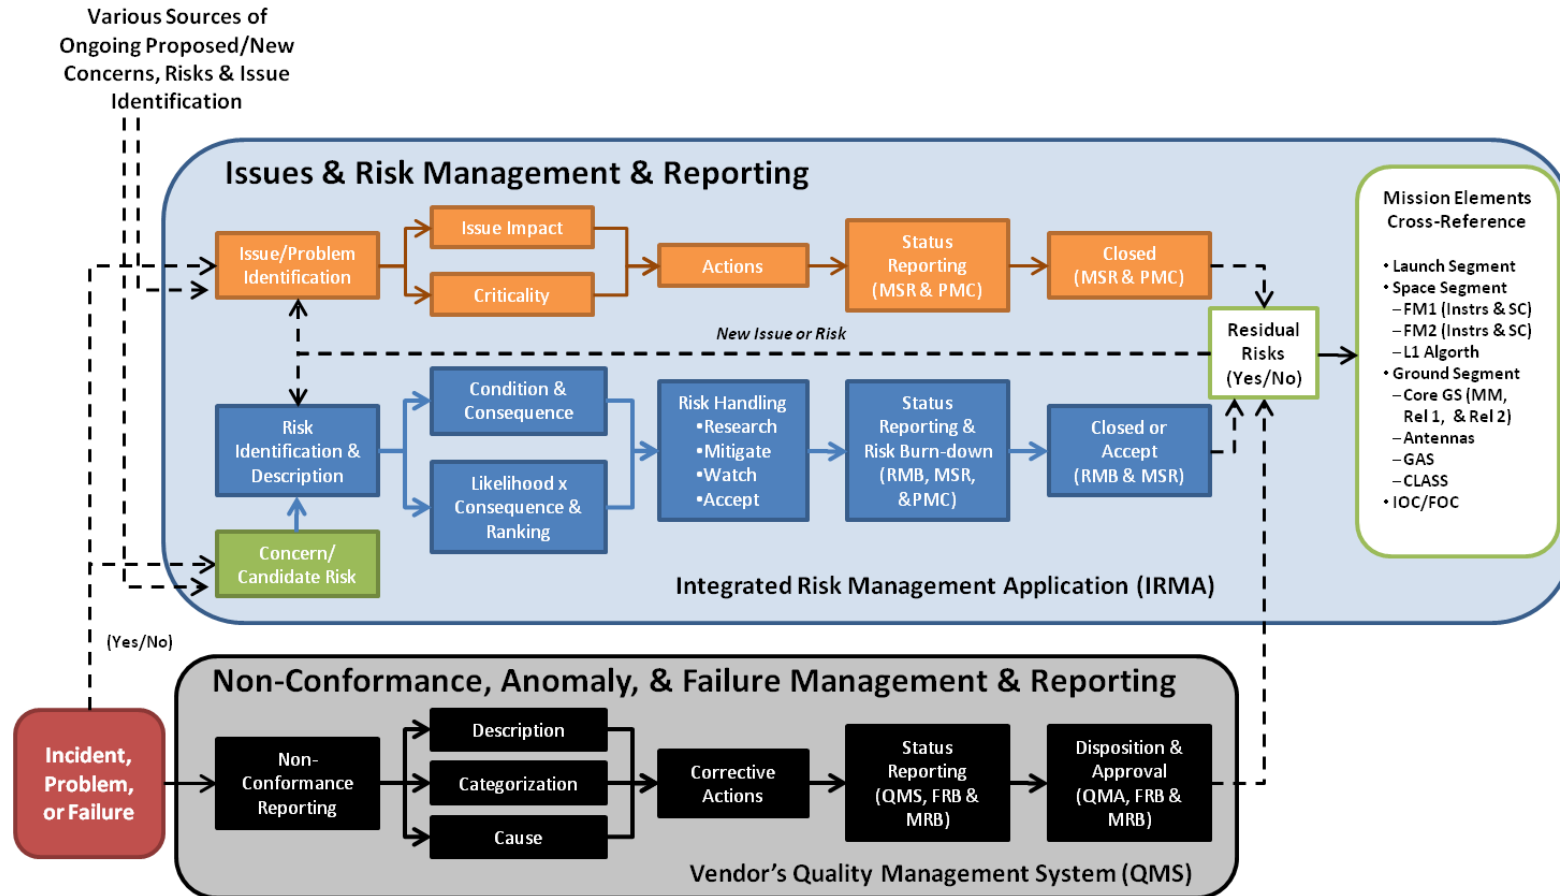 Various Sources of
Ongoing Proposed/New
Concerns, Risks & Issue
Identification
Issues & Risk Management & Reporting
Issue/Problem
Identification
Issue Impact
Criticality
Actions
Status
Reporting
(MSR & PMC)
Closed
(MSR & PMC)
New Issue or Risk
Residual
Risks
(Yes/No)
Risk
Identification &
Description
Condition &
Consequence
Likelihood x
Consequence &
Ranking
Risk Handling
•Research
•Mitigate
•Watch
•Accept
Status
Reporting &
Risk Burn-down
(RMB, MSR,
&PMC)
Closed or
Accept
(RMB & MSR)
Concern/
Candidate Risk
Integrated Risk Management Application (IRMA)
Mission Elements
Cross-Reference
• Launch Segment
• Space Segment
–FM1 (Instrs & SC)
–FM2 (Instrs & SC)
–L1 Algorth
• Ground Segment
–Core GS (MM,
Rel 1, & Rel 2)
–Antennas
–GAS
–CLASS
• IOC/FOC
(Yes/No)
Non-Conformance, Anomaly, & Failure Management & Reporting
Incident,
Problem,
or Failure
Non-
Conformance
Reporting
Description
Categorization
Cause
Corrective
Actions
Status
Reporting
(QMS, FRB &
MRB)
Disposition &
Approval
(QMA, FRB &
MRB)
Vendor's Quality Management System (QMS)